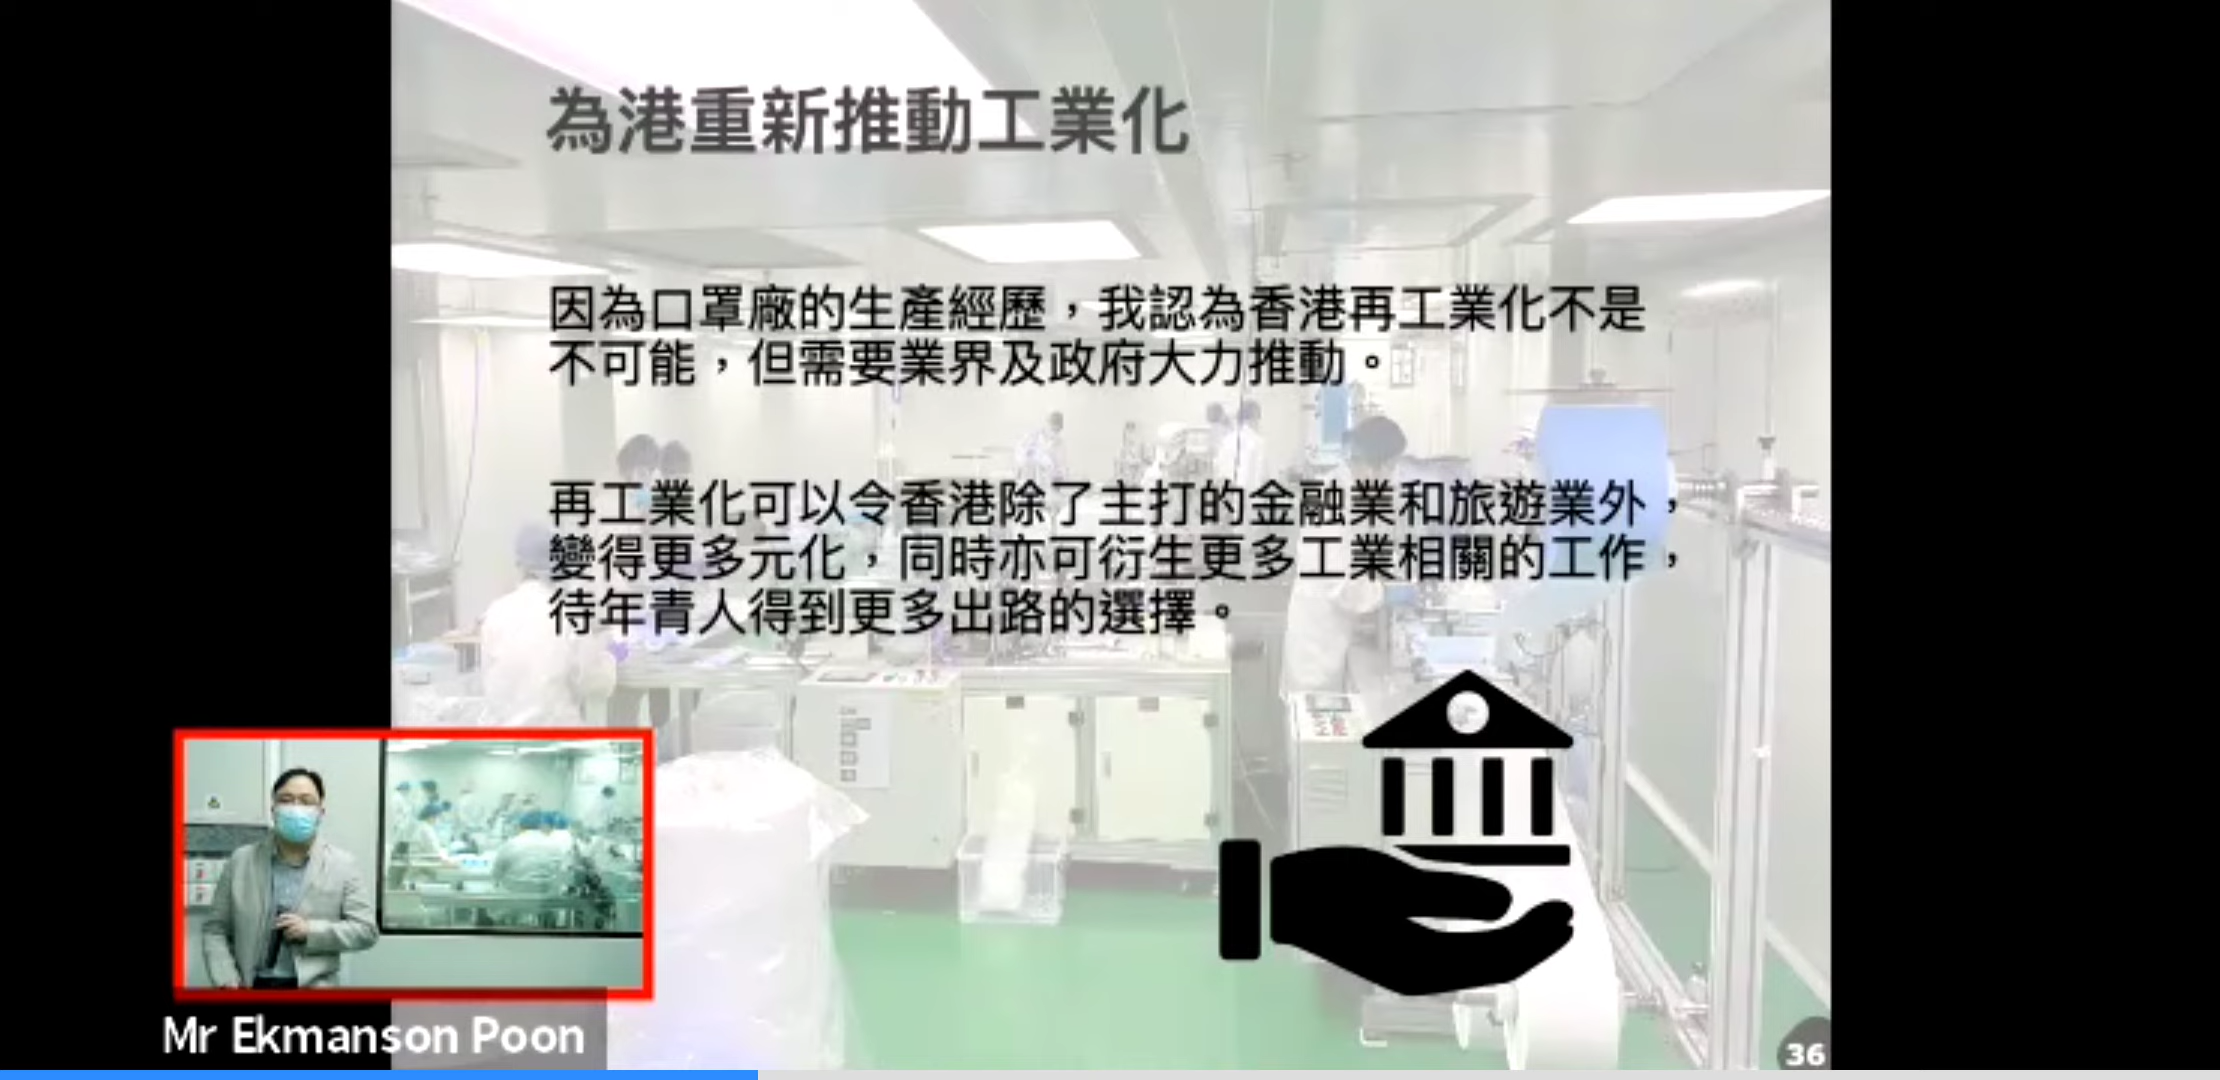 為港重新推動工業化
因為口罩廠的生產經歷，我認為香港再工業化不是
不可能，但需要業界及政府大力推動。
再工業化可以令香港除了主打的金融業和旅遊業外，
變得更多元化，同時亦可衍生更多工業相關的工作，
待年青人得到更多出路的選擇。
Mr Ekmanson Poon
36